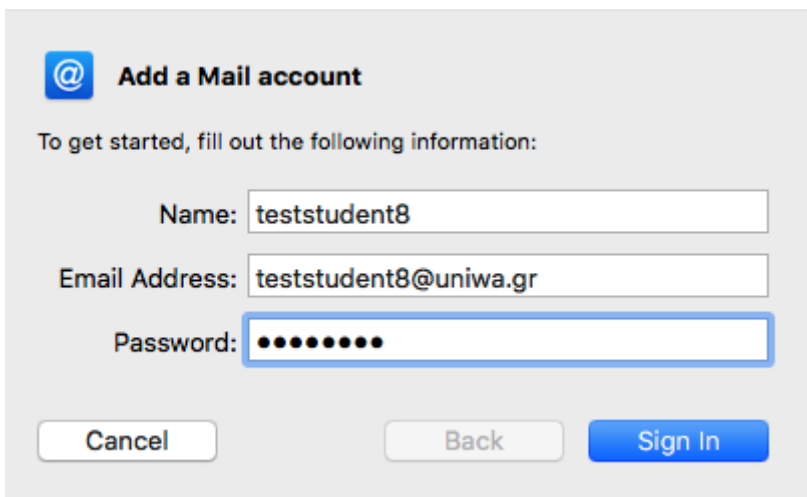 Add a Mail account
To get started, fill out the following information:
Name: teststudent8
Email Address: teststudent8@uniwa.gr
Password: ••••••••
Cancel Back Sign In